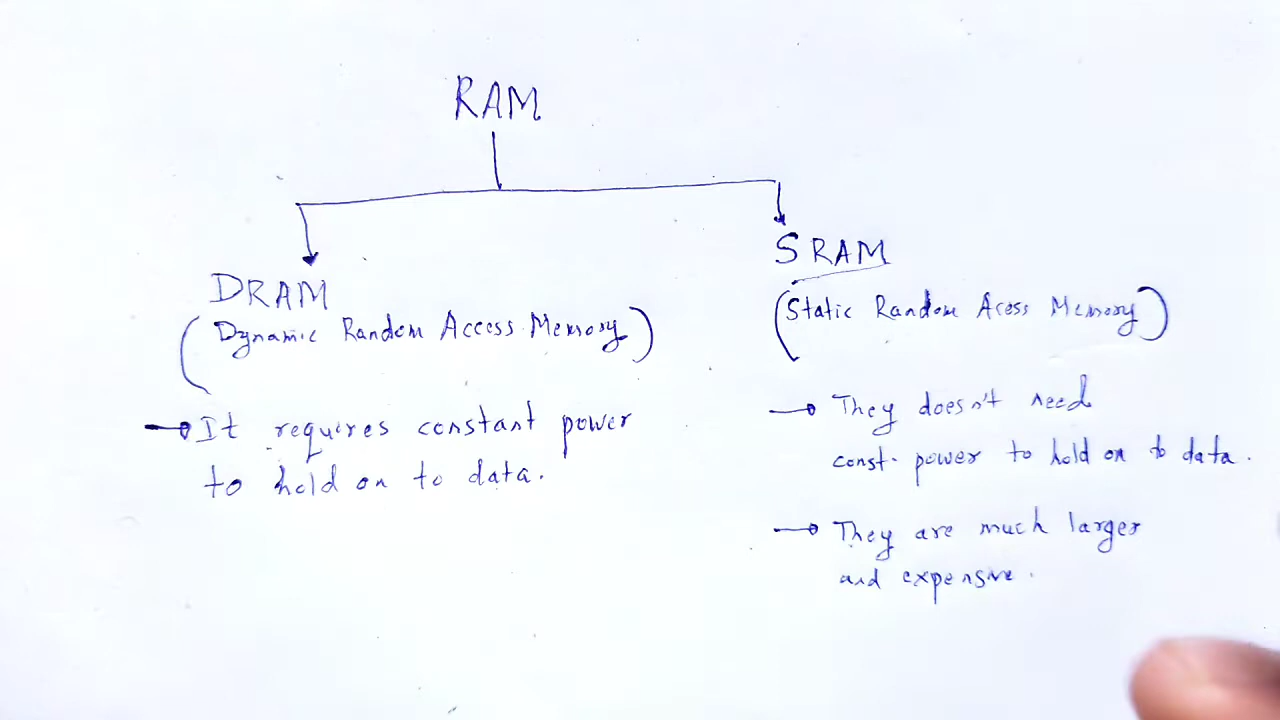 RAM
DRAM
(Dynamic Random Access Memory)
→ It requires constant power
to hold on to data.
SRAM
(Static Random Acess Memory)
→ They doesn't need
const. power to hold on to data.
→ They are much larger
and expensive.